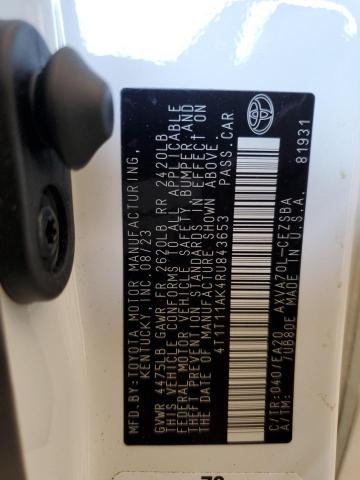 MFD.BY:TOYOTA MOTOR MANUFACTURING,
KENTUCKY, INC. 08/23
GVWR 4475LB GAWR FR 2620LB RR 2420LB
THIS VEHICLE CONFORMS TO ALL APPLICABLE
FEDERAL MOTOR VEHICLE SAFETY, BUMPER AND
THEFT PREVENTION STANDARDS IN EFFECT ON
THE DATE OF MANUFACTURE SHOWN ABOVE.
4T1T11AK4RU843653 PASS.CAR
C/TR:040/EA20 AXVA70L-CEZSBA
A/TM: 70B80E MADE IN U.S.A. 81931